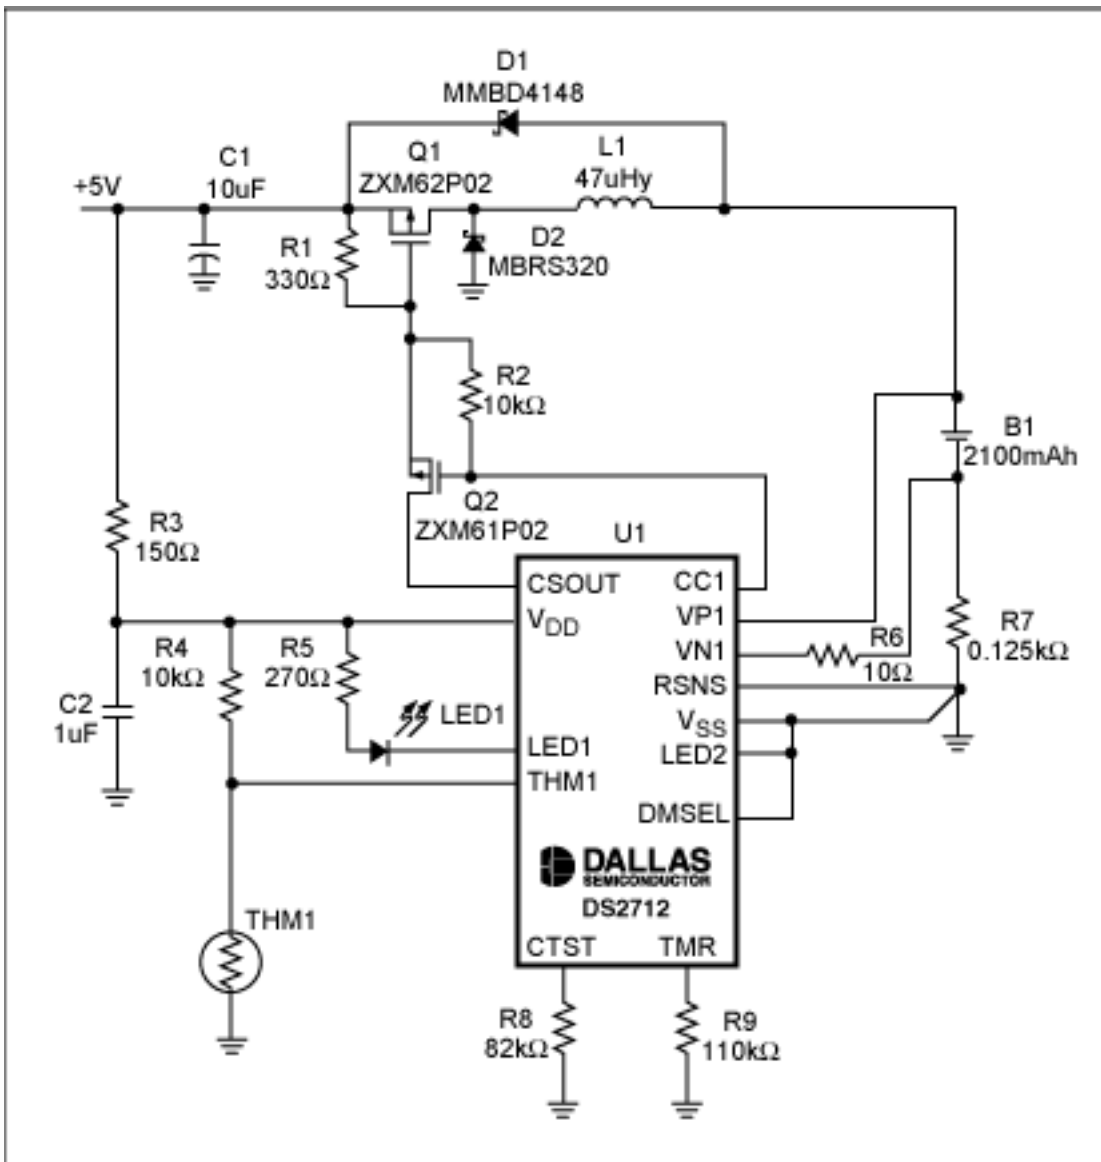 D1
MMBD4148
C1
10uF
Q1
ZXM62P02
L1
47uHy
+5V
R1
330Ω
D2
MBRS320
R2
10kΩ
B1
2100mAh
Q2
ZXM61P02
R3
150Ω
U1
CSOUT
CC1
VDD
VP1
R4
10kΩ
R5
270Ω
VN1
R6
10Ω
R7
0.125kΩ
RSNS
C2
1uF
LED1
VSS
LED1
LED2
THM1
DMSEL
DALLAS
SEMICONDUCTOR
DS2712
THM1
CTST
TMR
R8
82kΩ
R9
110kΩ